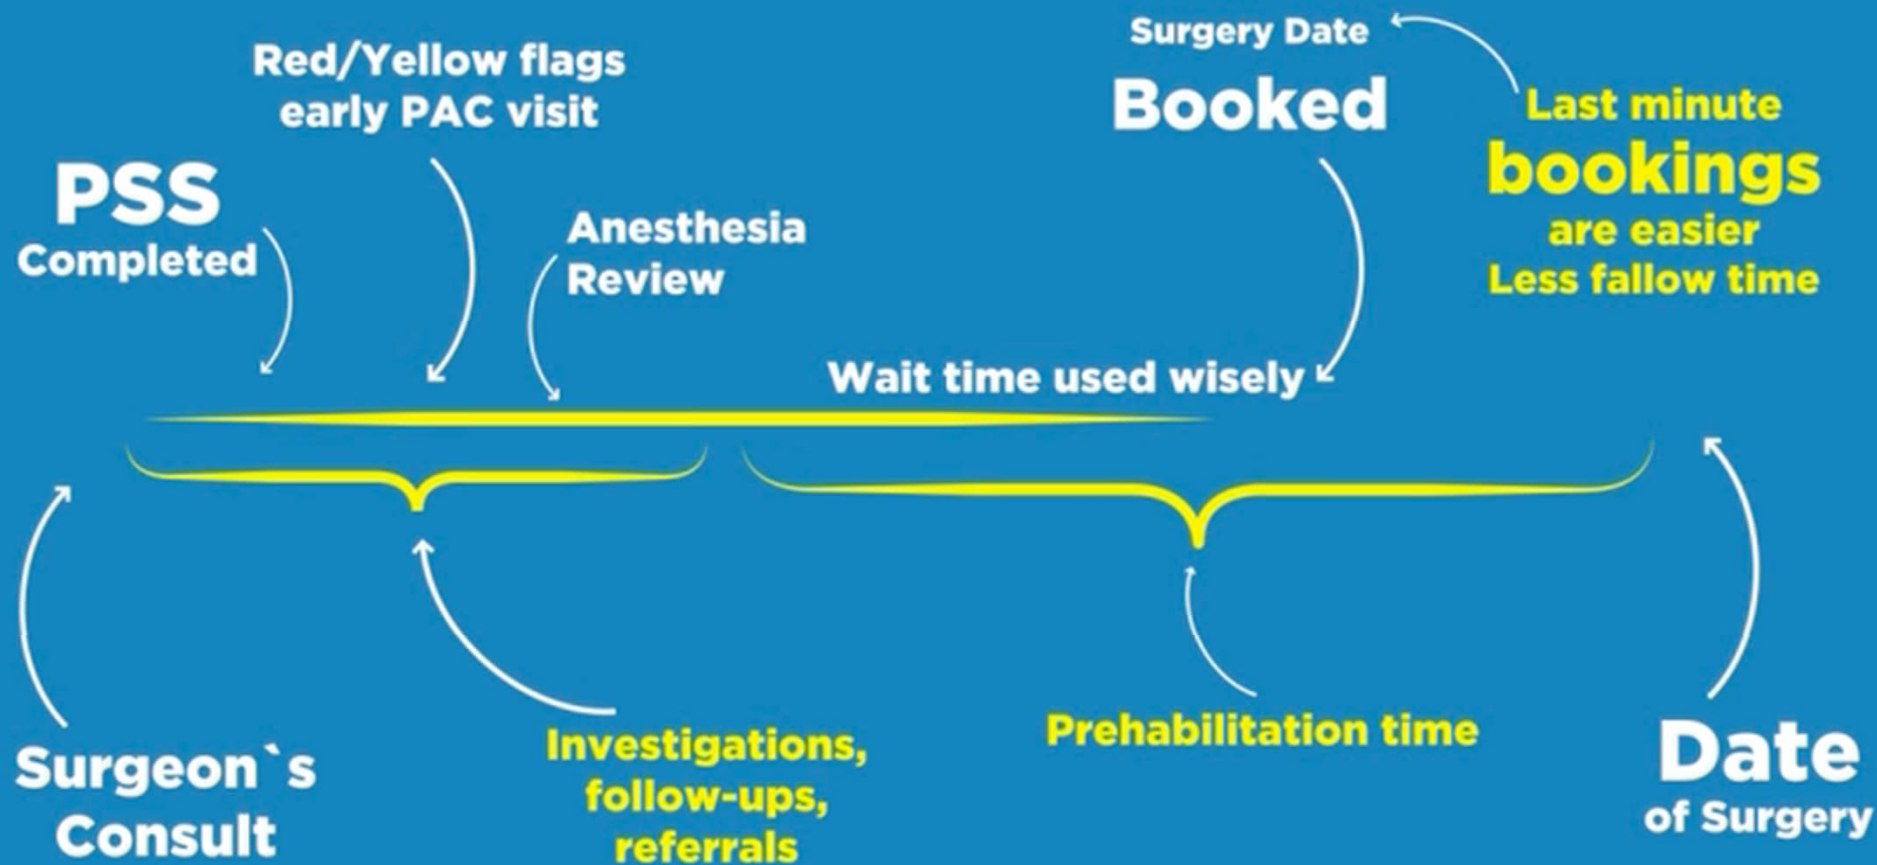 Surgery Date
Booked
Red/Yellow flags
early PAC visit
Last minute
bookings
are easier
Less fallow time
PSS
Completed
Anesthesia
Review
Wait time used wisely
Surgeon`s
Consult
Investigations,
follow-ups,
referrals
Prehabilitation time
Date
of Surgery